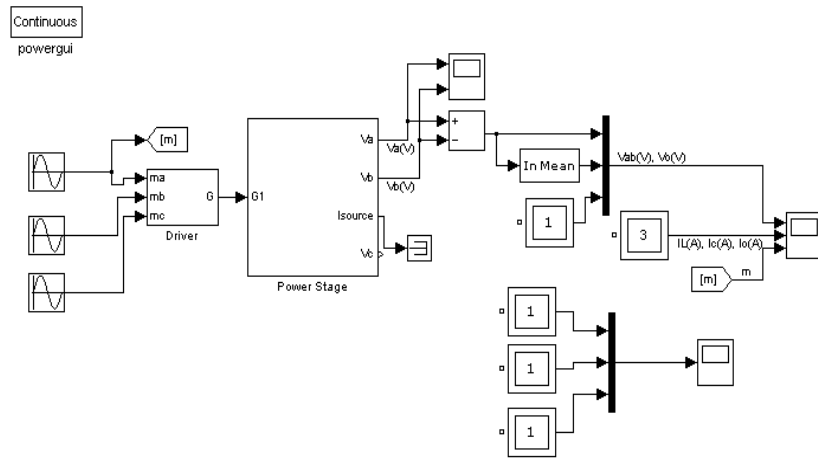 Continuous
powergui
[m]
ma
mb
mc
G
Driver
G1
Va
Vb
Isource
Vc
Power Stage
Va(V)
Vb(V)
+
−
In Mean
1
Vab(V), Vo(V)
3
IL(A), Ic(A), Io(A)
[m]
m
1
1
1